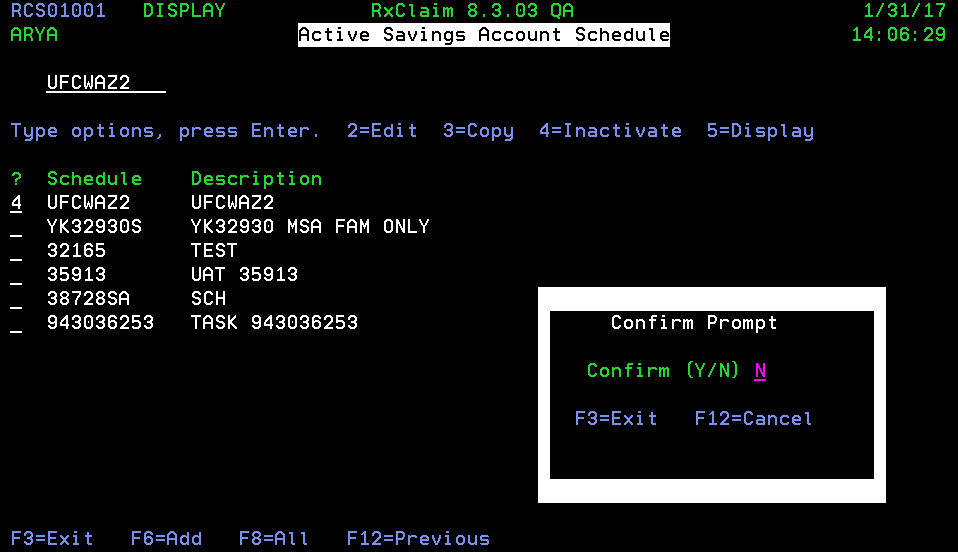 RCS01001 DISPLAY RxClaim 8.3.03 QA 1/31/17
ARYA Active Savings Account Schedule 14:06:29
UFCWAZ2
Type options, press Enter. 2=Edit 3=Copy 4=Inactivate 5=Display
? Schedule Description
4 UFCWAZ2 UFCWAZ2
_ YK32930S YK32930 MSA FAM ONLY
_ 32165 TEST
_ 35913 UAT 35913
_ 38728SA SCH
_ 943036253 TASK 943036253
Confirm Prompt
Confirm (Y/N) N
F3=Exit F12=Cancel
F3=Exit F6=Add F8=All F12=Previous